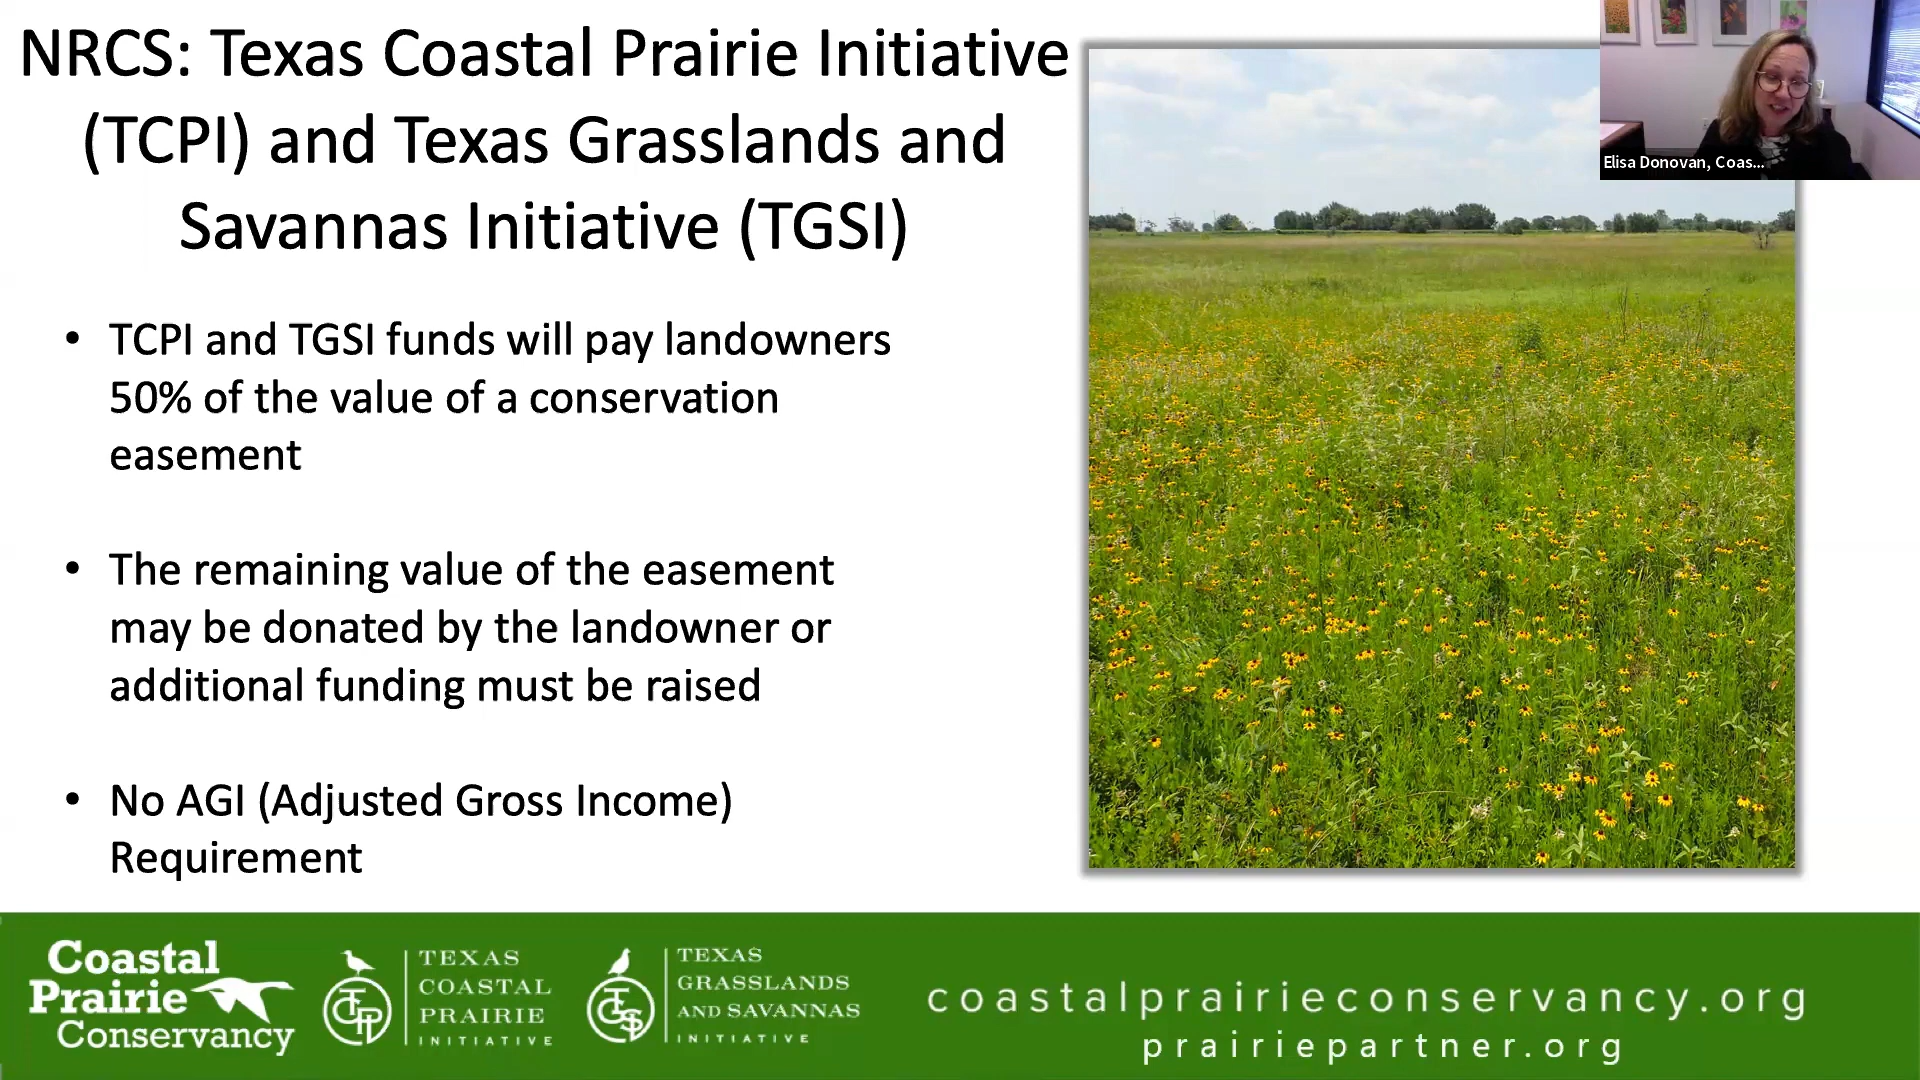 NRCS: Texas Coastal Prairie Initiative
(TCPI) and Texas Grasslands and
Savannas Initiative (TGSI)
Elisa Donovan, Coas...
• TCPI and TGSI funds will pay landowners
50% of the value of a conservation
easement
• The remaining value of the easement
may be donated by the landowner or
additional funding must be raised
• No AGI (Adjusted Gross Income)
Requirement
Coastal
Prairie
Conservancy
TEXAS
COASTAL
PRAIRIE
INITIATIVE
TEXAS
GRASSLANDS
AND SAVANNAS
INITIATIVE
coastalprairieconservancy.org
prairiepartner.org